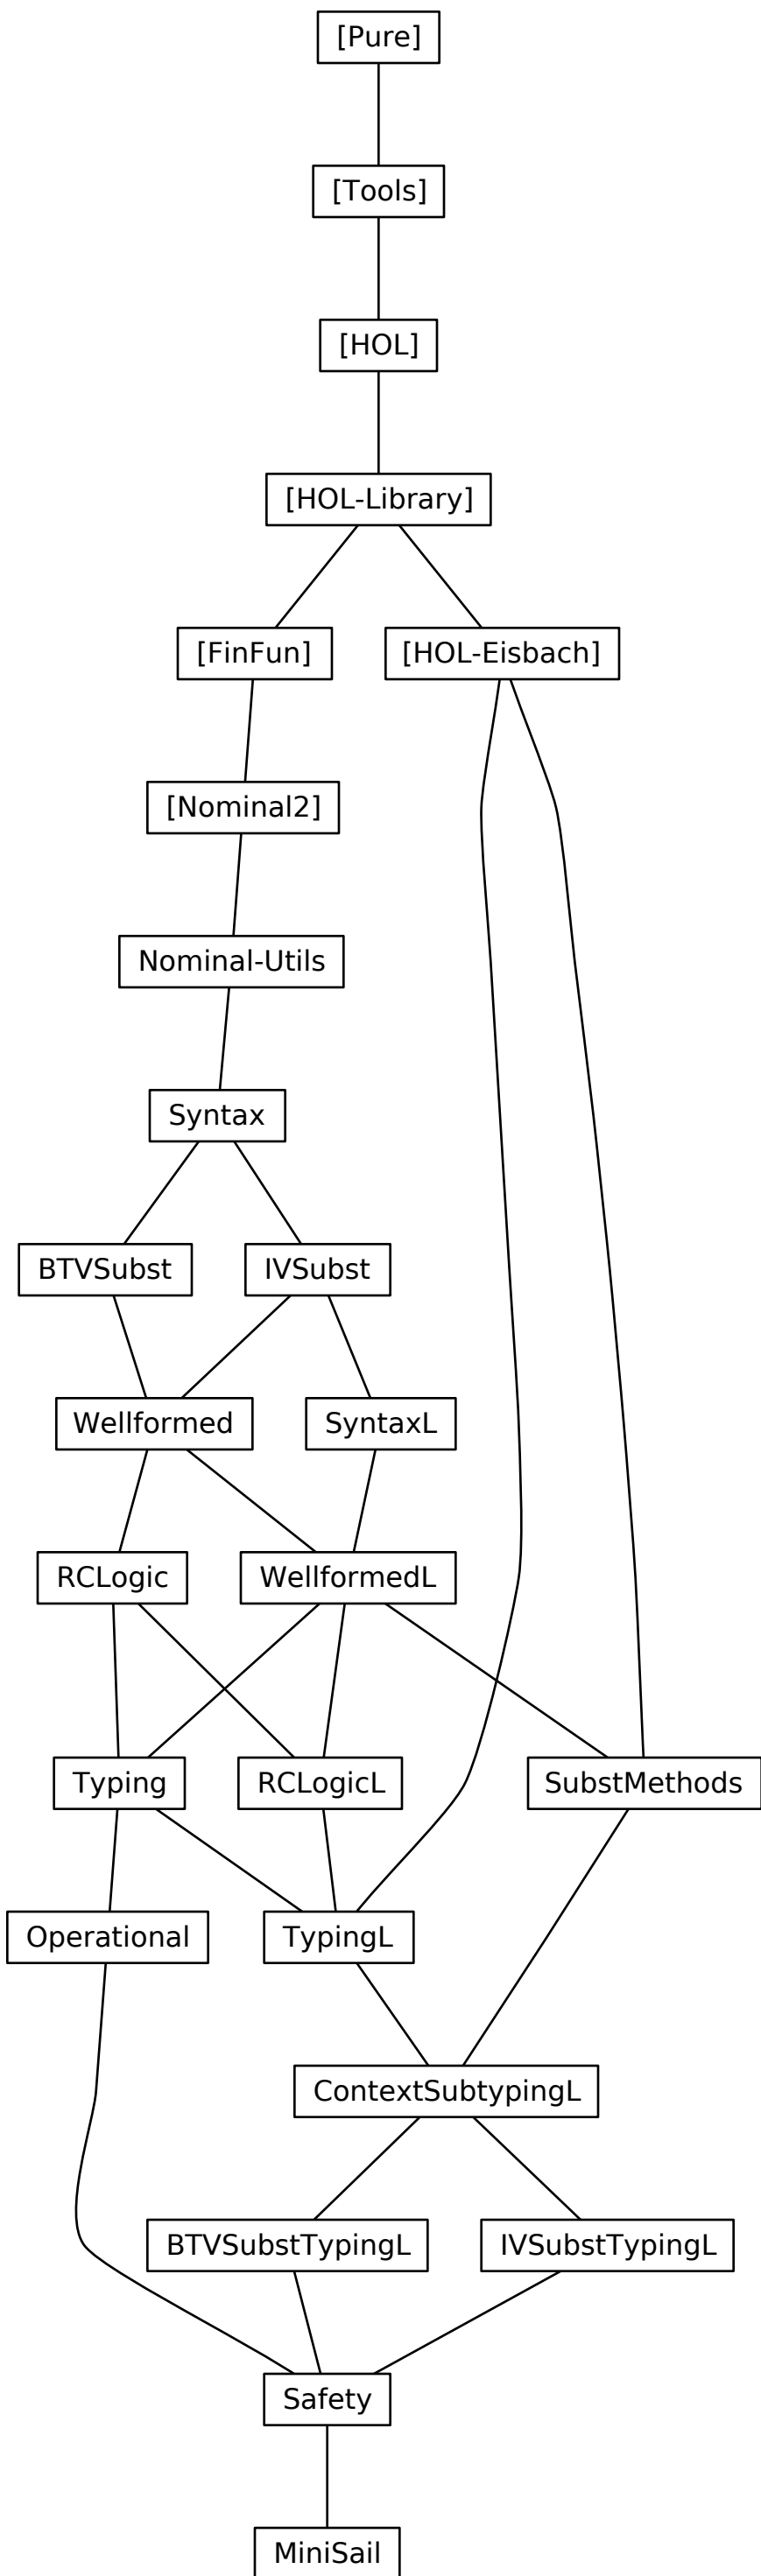 [Pure]
[Tools]
[HOL]
[HOL-Library]
[FinFun]
[HOL-Eisbach]
[Nominal2]
Nominal-Utils
Syntax
BTVSubst
IVSubst
Wellformed
SyntaxL
RCLogic
WellformedL
Typing
RCLogicL
SubstMethods
Operational
TypingL
ContextSubtypingL
BTVSubstTypingL
IVSubstTypingL
Safety
MiniSail